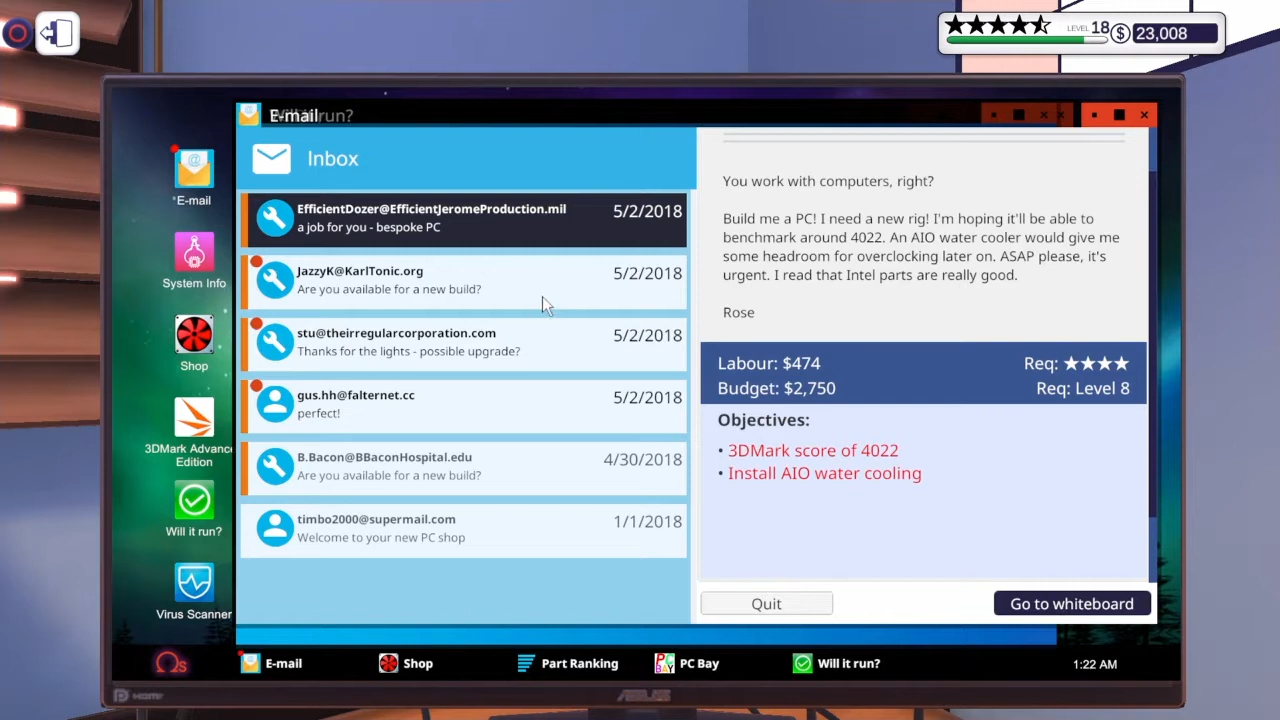 LEVEL 18 $ 23,008
E-mail
run?
Inbox
EfficientDozer@EfficientJeromeProduction.mil 5/2/2018
a job for you - bespoke PC
JazzyK@KarlTonic.org 5/2/2018
Are you available for a new build?
stu@theirregularcorporation.com 5/2/2018
Thanks for the lights - possible upgrade?
gus.hh@falternet.cc 5/2/2018
perfect!
B.Bacon@BBaconHospital.edu 4/30/2018
Are you available for a new build?
timbo2000@supermail.com 1/1/2018
Welcome to your new PC shop
You work with computers, right?
Build me a PC! I need a new rig! I'm hoping it'll be able to
benchmark around 4022. An AIO water cooler would give me
some headroom for overclocking later on. ASAP please, it's
urgent. I read that Intel parts are really good.
Rose
Labour: $474 Req: ★★★★
Budget: $2,750 Req: Level 8
Objectives:
• 3DMark score of 4022
• Install AIO water cooling
Quit Go to whiteboard
E-mail
System Info
Shop
3DMark Advanc
Edition
Will it run?
Virus Scanner
Ωs E-mail Shop Part Ranking PC BAY PC Bay Will it run? 1:22 AM
HDMI ASUS